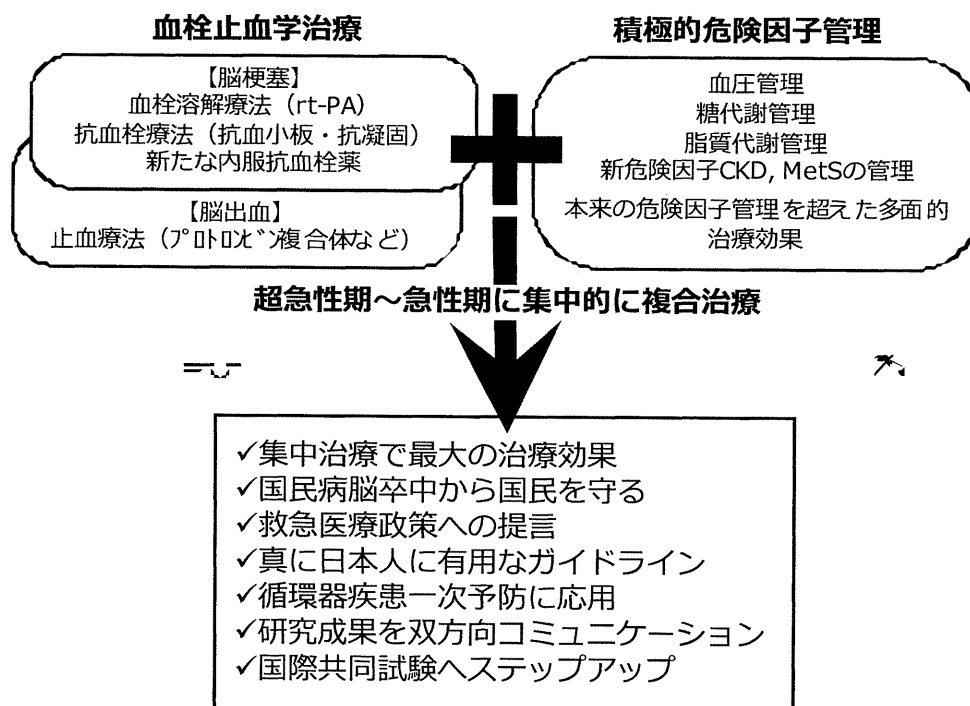 血栓止血学治療
【脳梗塞】
血栓溶解療法（rt-PA）
抗血栓療法（抗血小板・抗凝固）
新たな内服抗血栓薬
【脳出血】
止血療法（ﾌﾟﾛﾄﾛﾝﾋﾞﾝ複合体など）
積極的危険因子管理
血圧管理
糖代謝管理
脂質代謝管理
新危険因子CKD, MetSの管理
本来の危険因子管理を超えた多面的
治療効果
超急性期～急性期に集中的に複合治療
✓集中治療で最大の治療効果
✓国民病脳卒中から国民を守る
✓救急医療政策への提言
✓真に日本人に有用なガイドライン
✓循環器疾患一次予防に応用
✓研究成果を双方向コミュニケーション
✓国際共同試験へステップアップ